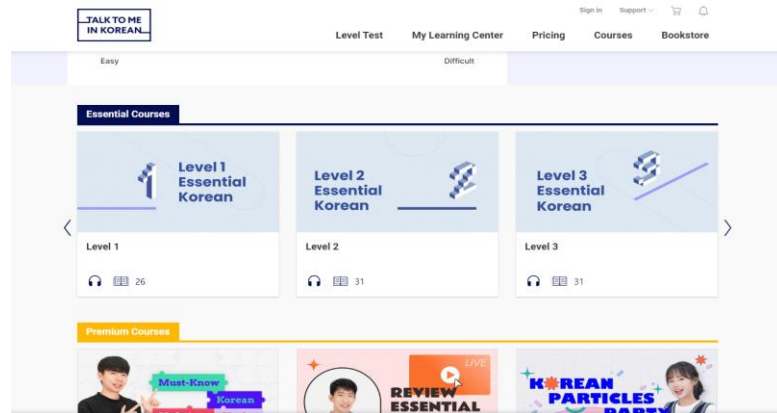 Sign in Support
TALK TO ME
IN KOREAN
Level Test My Learning Center Pricing Courses Bookstore
Easy Difficult
Essential Courses
Level 1
Essential
Korean
Level 2
Essential
Korean
Level 3
Essential
Korean
Level 1
26
Level 2
31
Level 3
31
Premium Courses
Must-Know
Korean
LIVE
REVIEW
ESSENTIAL
KOREAN
PARTICLES
PARTY